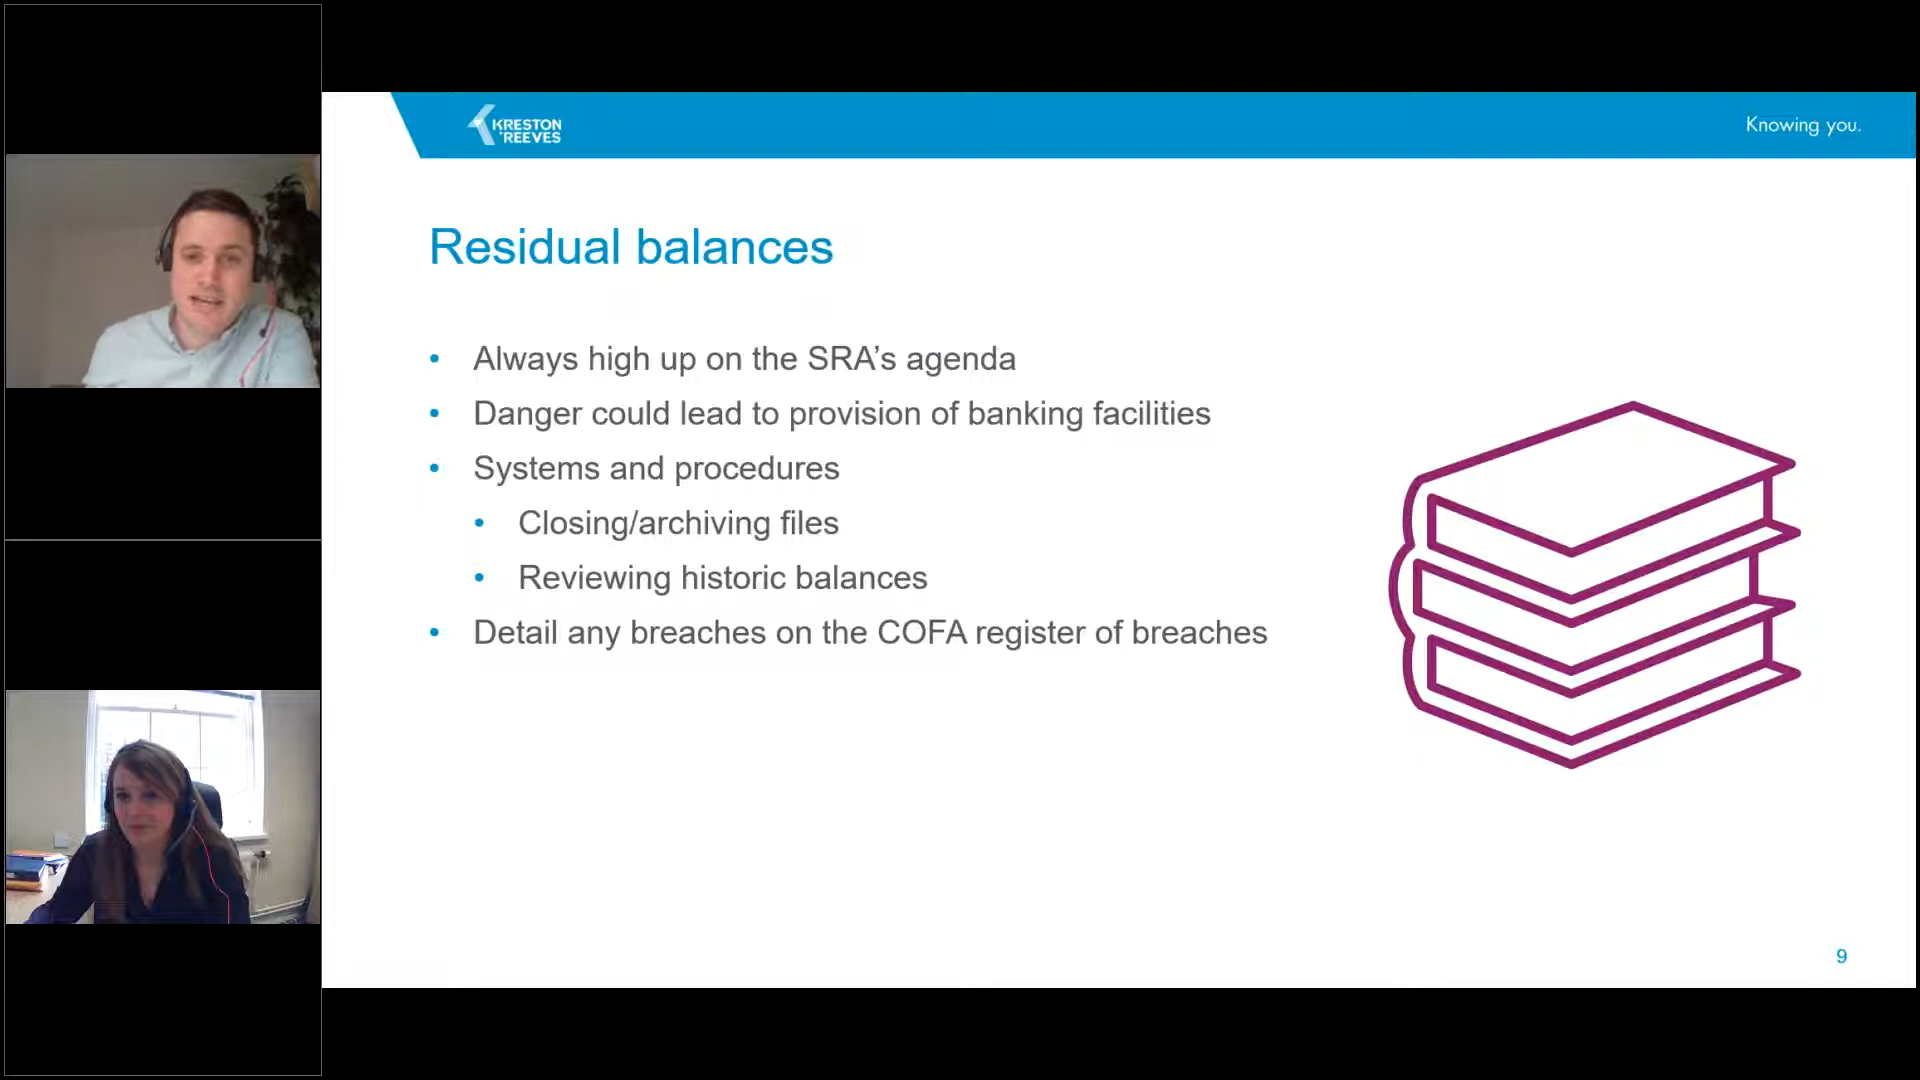 KRESTON
REEVES
Knowing you.
Residual balances
• Always high up on the SRA's agenda
• Danger could lead to provision of banking facilities
• Systems and procedures
• Closing/archiving files
• Reviewing historic balances
• Detail any breaches on the COFA register of breaches
9